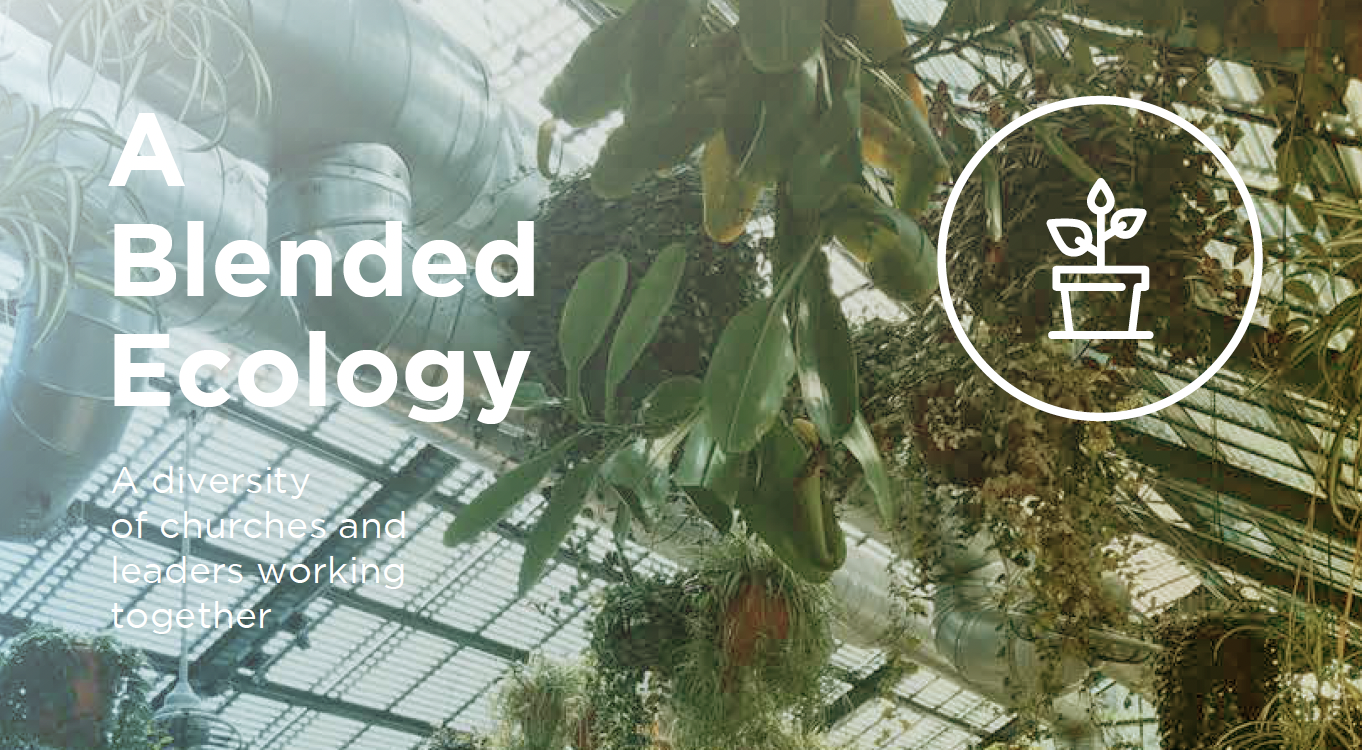 A
Blended
Ecology
A diversity
of churches and
leaders working
together